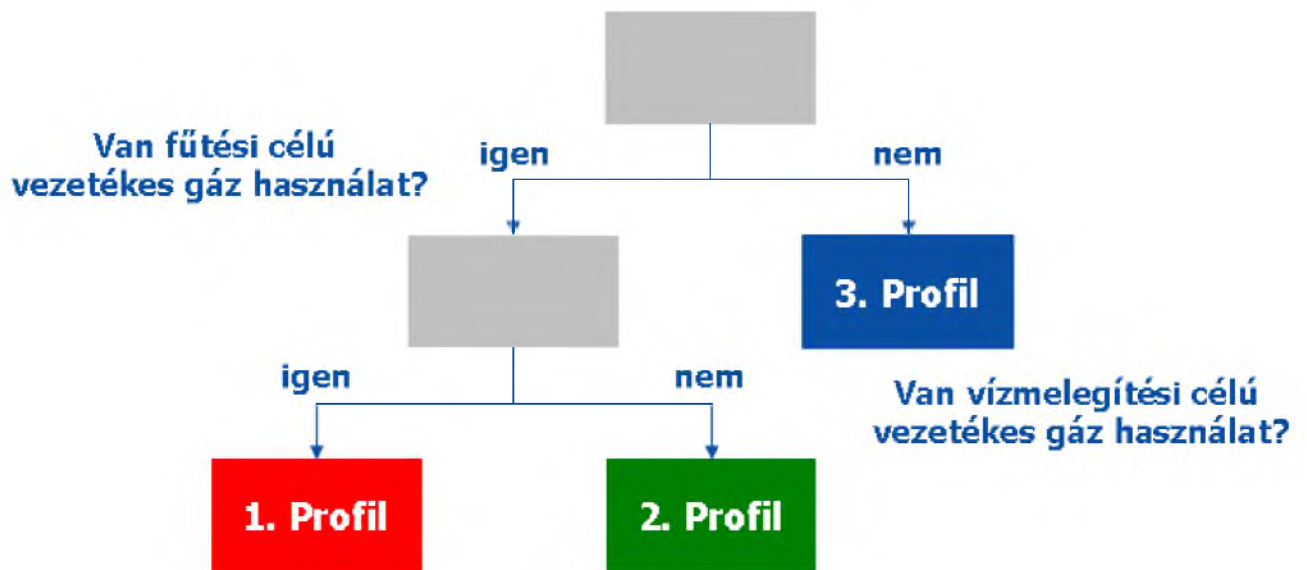 Van fűtési célú
vezetékes gáz használat?
igen
nem
3. Profil
igen
nem
Van vízmelegítési célú
vezetékes gáz használat?
1. Profil
2. Profil